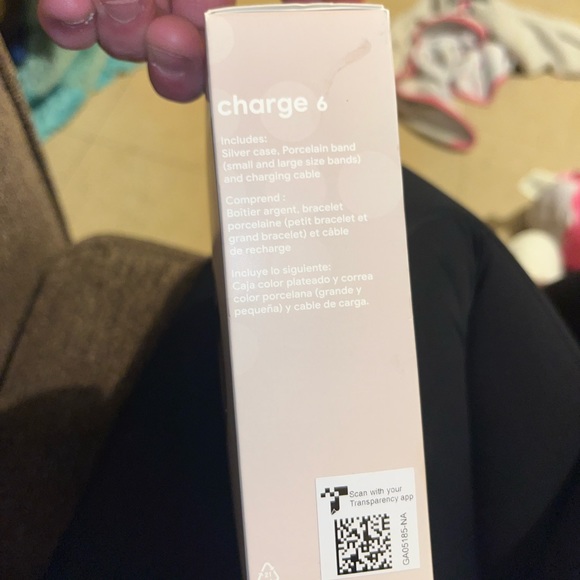 charge 6
Includes:
Silver case, Porcelain band
(small and large size bands)
and charging cable
Comprend :
Boîtier argent, bracelet
porcelaine (petit bracelet et
grand bracelet) et câble
de recharge
Incluye lo siguiente:
Caja color plateado y correa
color porcelana (grande y
pequeña) y cable de carga.
Scan with your
Transparency app
GA05185-NA
21